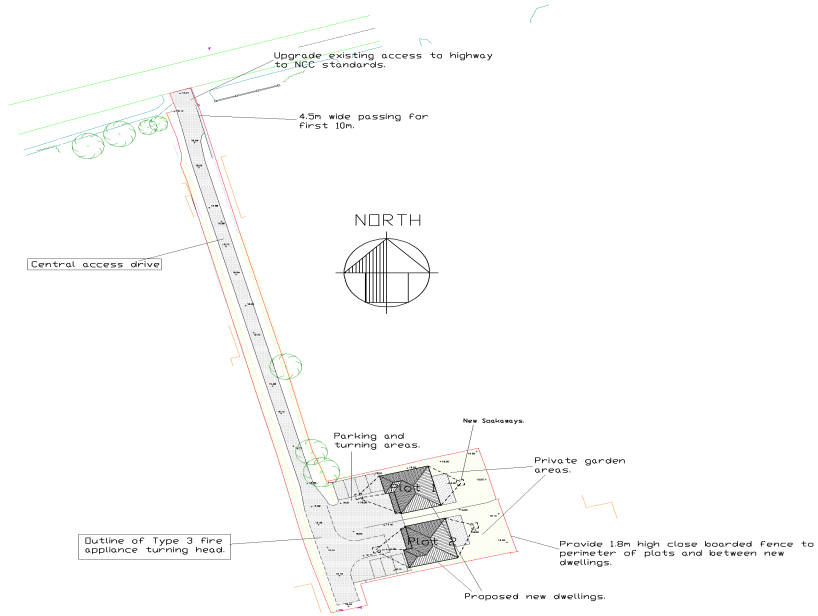 Upgrade existing access to highway
to NCC standards.
4.5m wide passing for
first 10m.
NORTH
Central access drive
New Soakaways.
Parking and
turning areas.
Private garden
areas.
Plot 1
Plot 2
Outline of Type 3 fire
appliance turning head.
Provide 1.8m high close boarded fence to
perimeter of plots and between new
dwellings.
Proposed new dwellings.